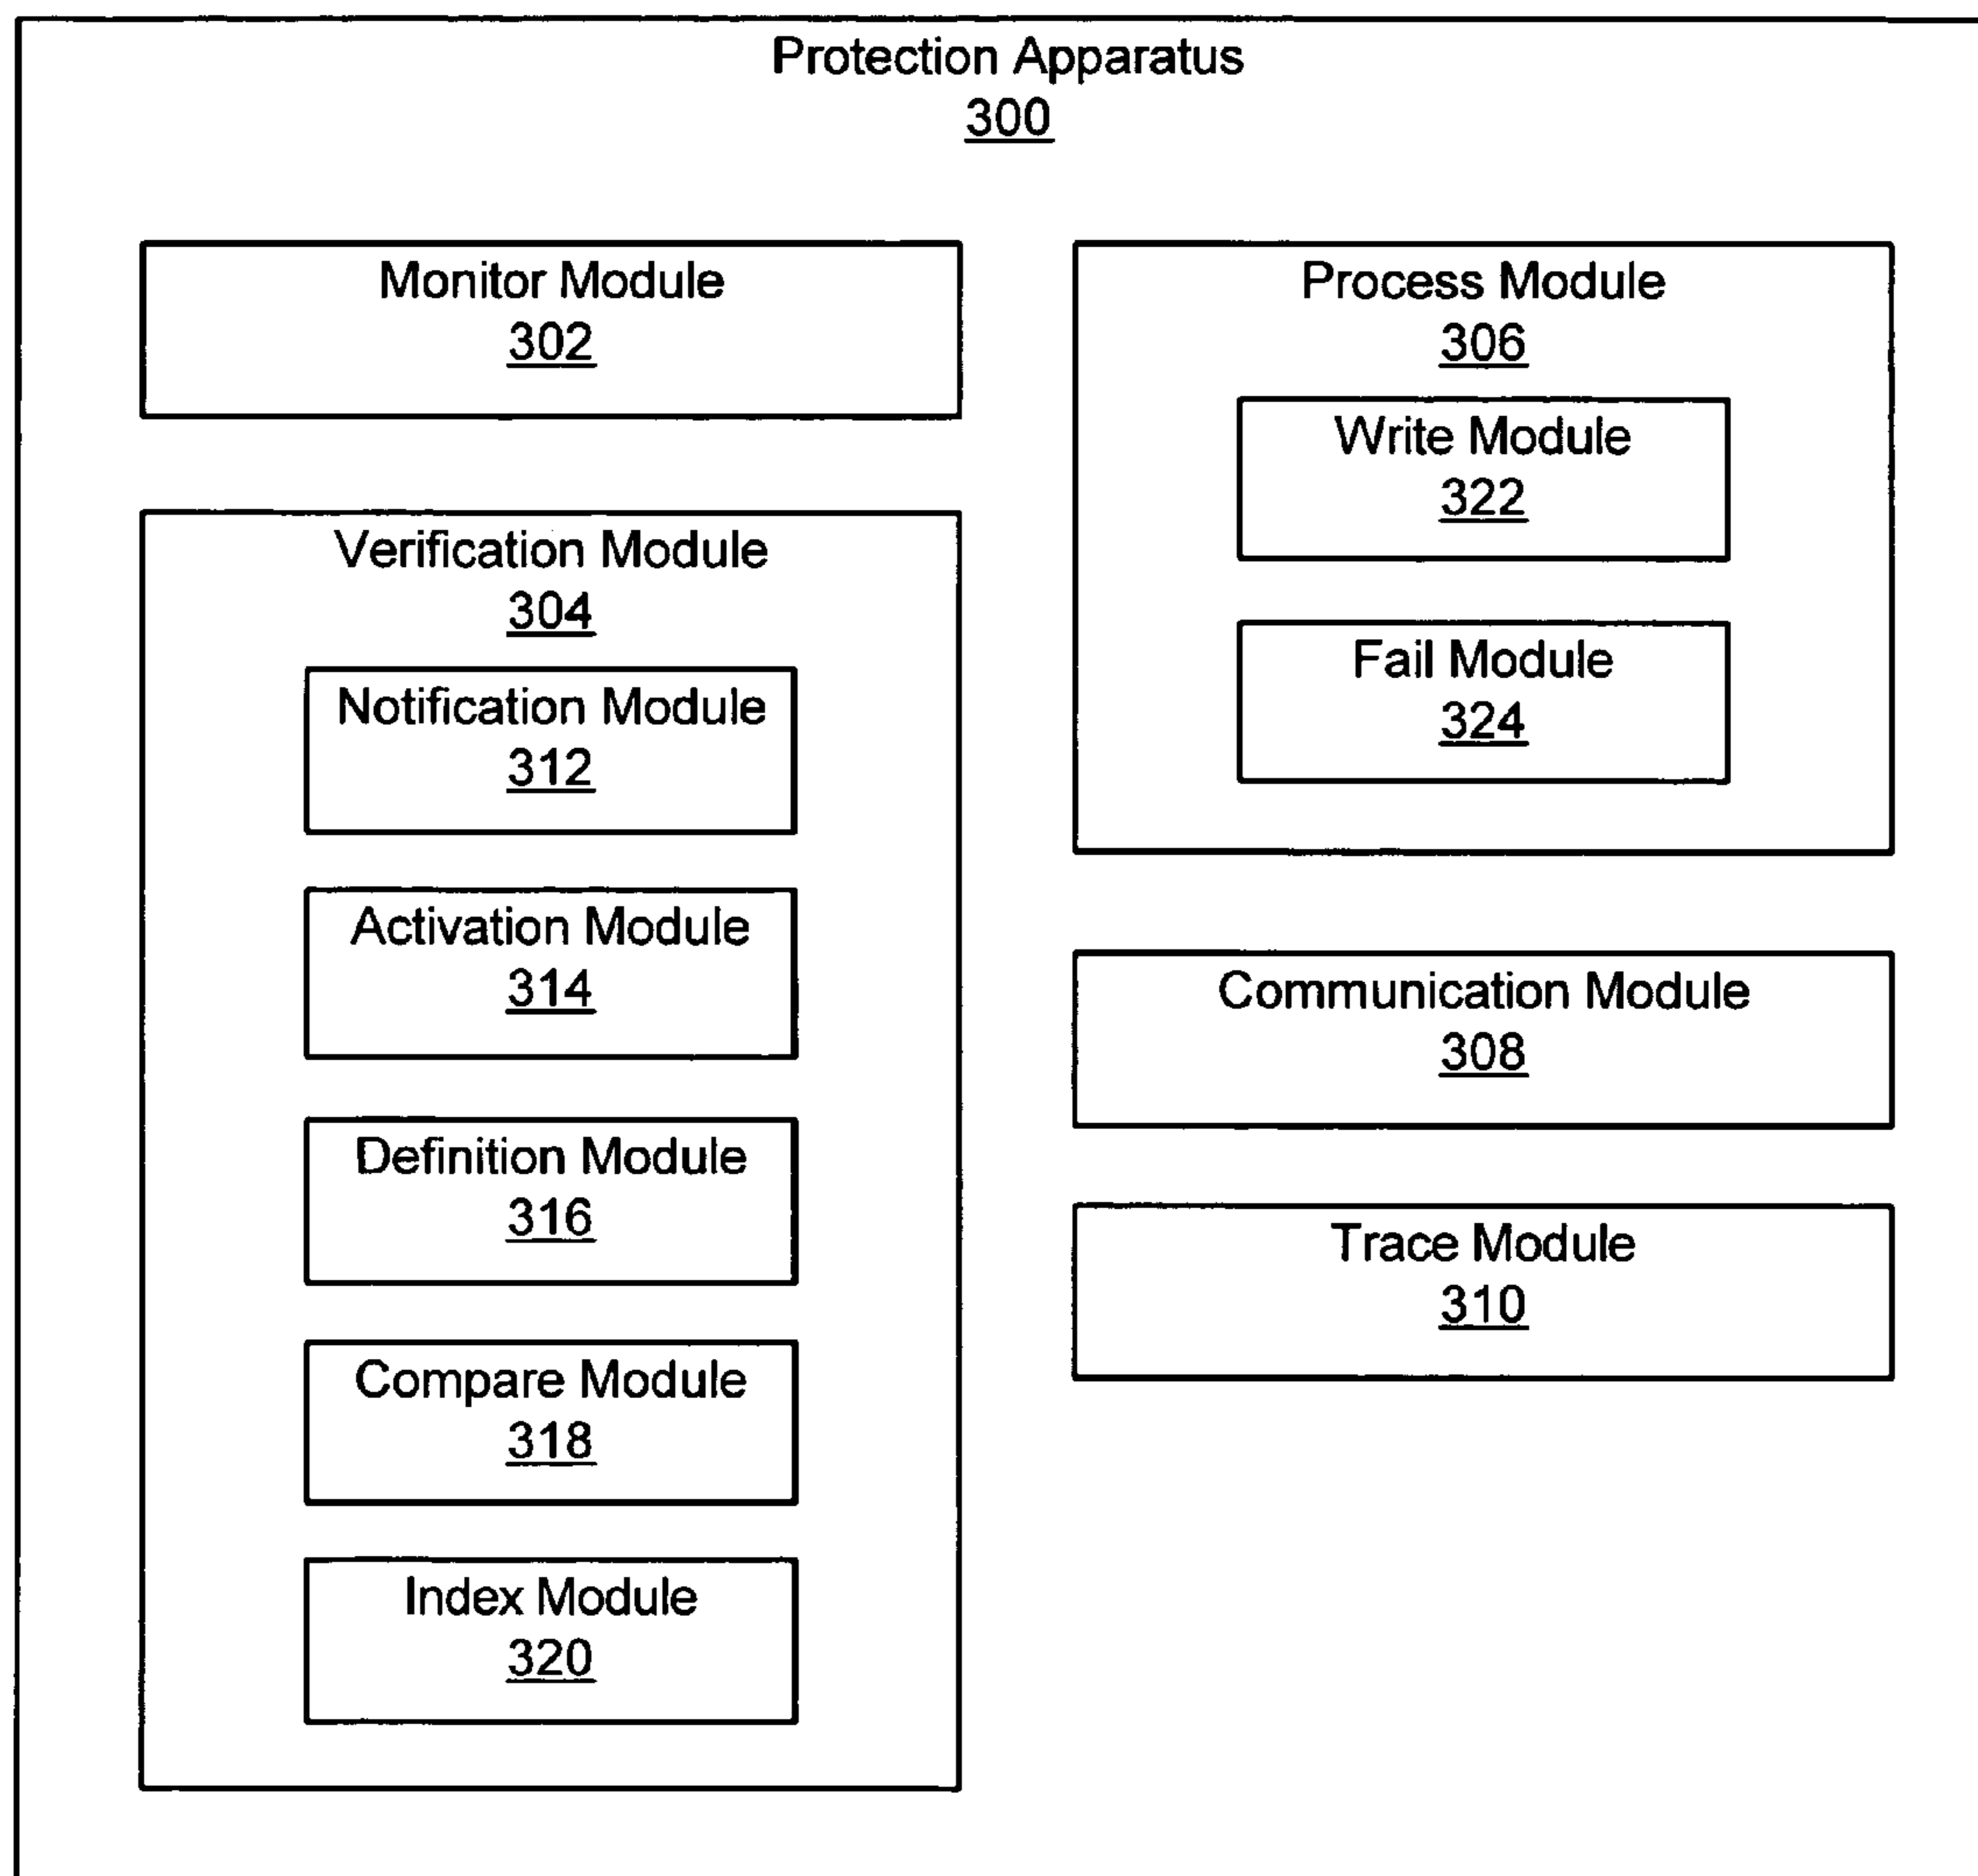 Protection Apparatus
300
Monitor Module
302
Verification Module
304
Notification Module
312
Activation Module
314
Definition Module
316
Compare Module
318
Index Module
320
Process Module
306
Write Module
322
Fail Module
324
Communication Module
308
Trace Module
310